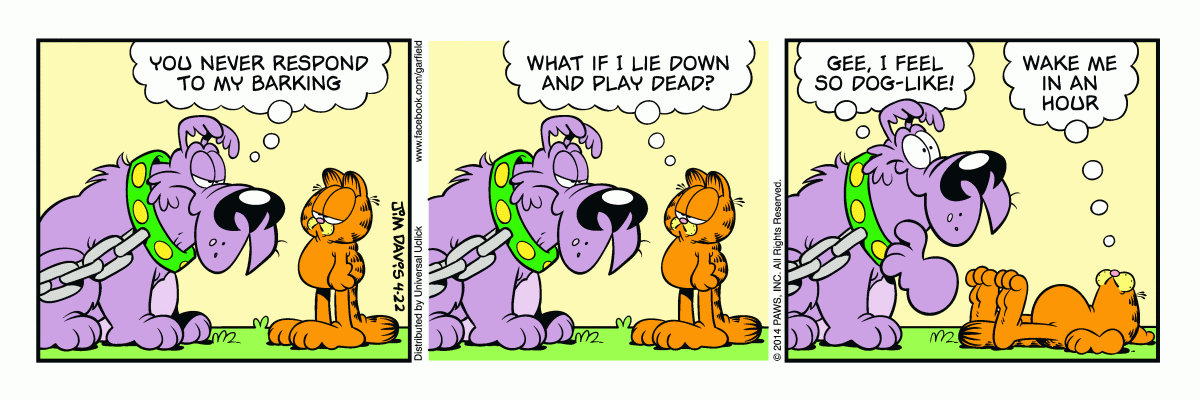 YOU NEVER RESPOND
TO MY BARKING
JIM DAVIS 4-22
www.facebook.com/garfield
Distributed by Universal Uclick
WHAT IF I LIE DOWN
AND PLAY DEAD?
© 2014 PAWS, INC. All Rights Reserved.
GEE, I FEEL
SO DOG-LIKE!
WAKE ME
IN AN
HOUR